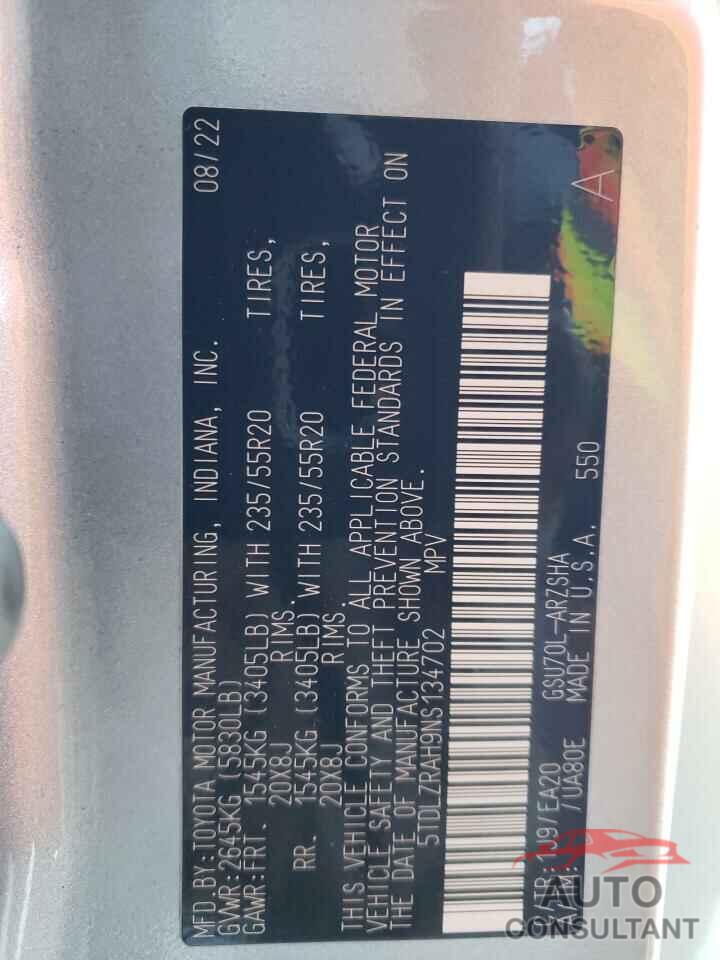 MFD BY: TOYOTA MOTOR MANUFACTURING, INDIANA, INC. 08/22
GVWR: 2645KG (5830LB)
GAWR: FRT. 1545KG (3405LB) WITH 235/55R20 TIRES,
20X8J RIMS.
RR. 1545KG (3405LB) WITH 235/55R20 TIRES,
20X8J RIMS.
THIS VEHICLE CONFORMS TO ALL APPLICABLE FEDERAL MOTOR
VEHICLE SAFETY AND THEFT PREVENTION STANDARDS IN EFFECT ON
THE DATE OF MANUFACTURE SHOWN ABOVE.
5TDLZRAH9NS134702 MPV
A
C/TR: 1J9/EA20 GSU70L-ARZSHA
A/TM: /UA80E MADE IN U.S.A. 550
AUTO
CONSULTANT